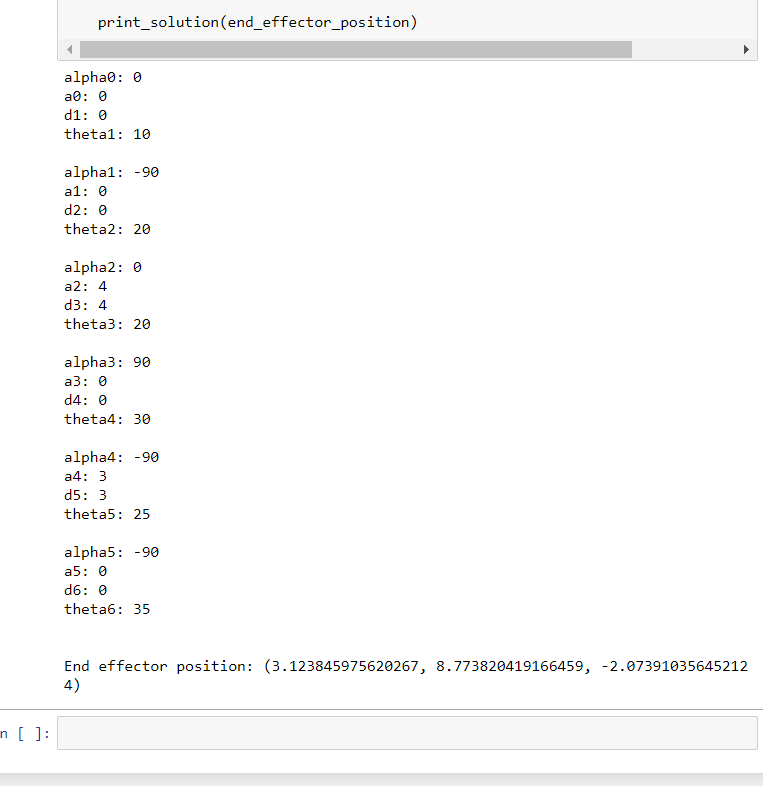 print_solution(end_effector_position)
alpha0: 0
a0: 0
d1: 0
theta1: 10
alpha1: -90
a1: 0
d2: 0
theta2: 20
alpha2: 0
a2: 4
d3: 4
theta3: 20
alpha3: 90
a3: 0
d4: 0
theta4: 30
alpha4: -90
a4: 3
d5: 3
theta5: 25
alpha5: -90
a5: 0
d6: 0
theta6: 35
End effector position: (3.123845975620267, 8.773820419166459, -2.07391035645212
4)
n [ ]: